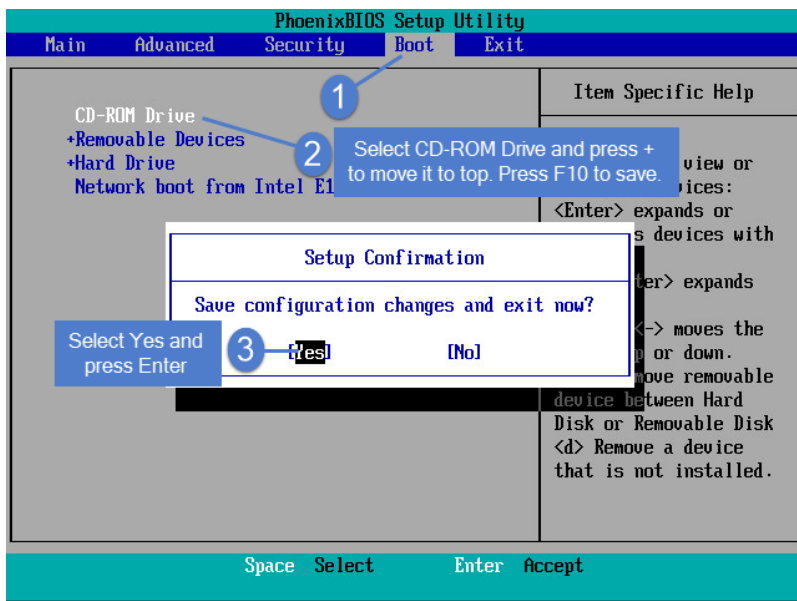 PhoenixBIOS Setup Utility
Main Advanced Security Boot Exit
1
CD-ROM Drive
+Removable Devices
+Hard Drive
Network boot from Intel E1
2
Select CD-ROM Drive and press +
to move it to top. Press F10 to save.
Item Specific Help
view or
ices:
<Enter> expands or
s devices with
ter> expands
<-> moves the
p or down.
move removable
device between Hard
Disk or Removable Disk
<d> Remove a device
that is not installed.
Setup Confirmation
Save configuration changes and exit now?
Select Yes and
press Enter
3
[Yes] [No]
Space Select Enter Accept